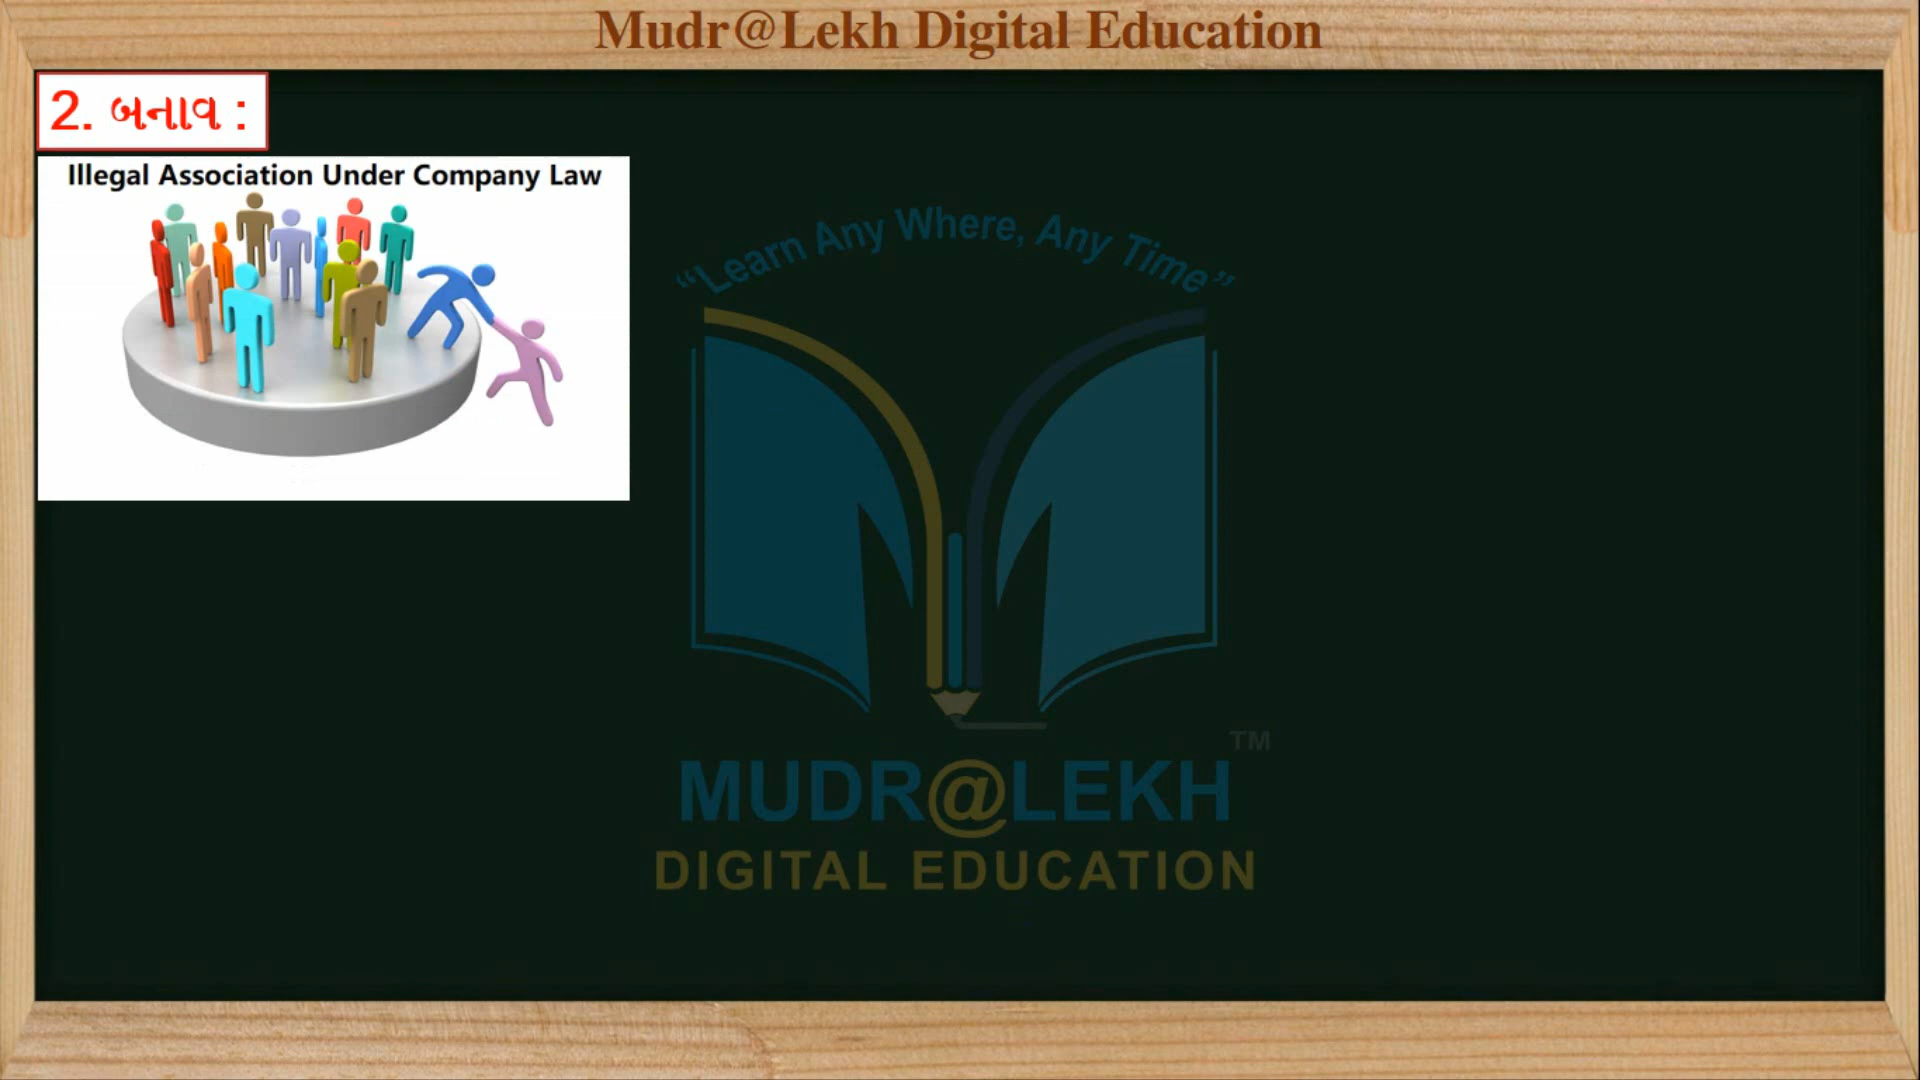 Mudr@Lekh Digital Education
2. બનાવ :
Illegal Association Under Company Law
“Learn Any Where, Any Time”
TM
MUDR@LEKH
DIGITAL EDUCATION